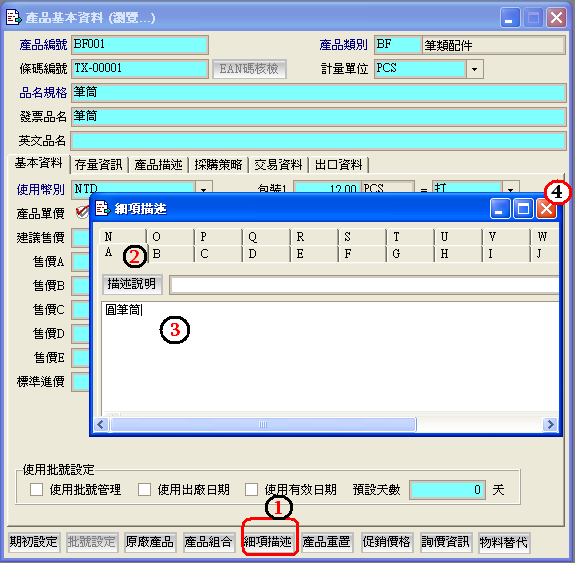 產品基本資料 (瀏覽...)
產品編號 BF001 產品類別 BF 筆類配件
條碼編號 TX-00001 EAN碼核檢 計量單位 PCS
品名規格 筆筒
發票品名 筆筒
英文品名
基本資料 存量資訊 產品描述 採購策略 交易資料 出口資料
使用幣別 NTD 包裝1 12.00 PCS = 打
產品單價
建議售價
售價A
售價B
售價C
售價D
售價E
標準進價
細項描述 ④
N O P Q R S T U V W
A ② B C D E F G H I J
描述說明
圓筆筒
③
使用批號設定
使用批號管理 使用出廠日期 使用有效日期 預設天數 0 天
①
期初設定 批號設定 原廠產品 產品組合 細項描述 產品重置 促銷價格 詢價資訊 物料替代